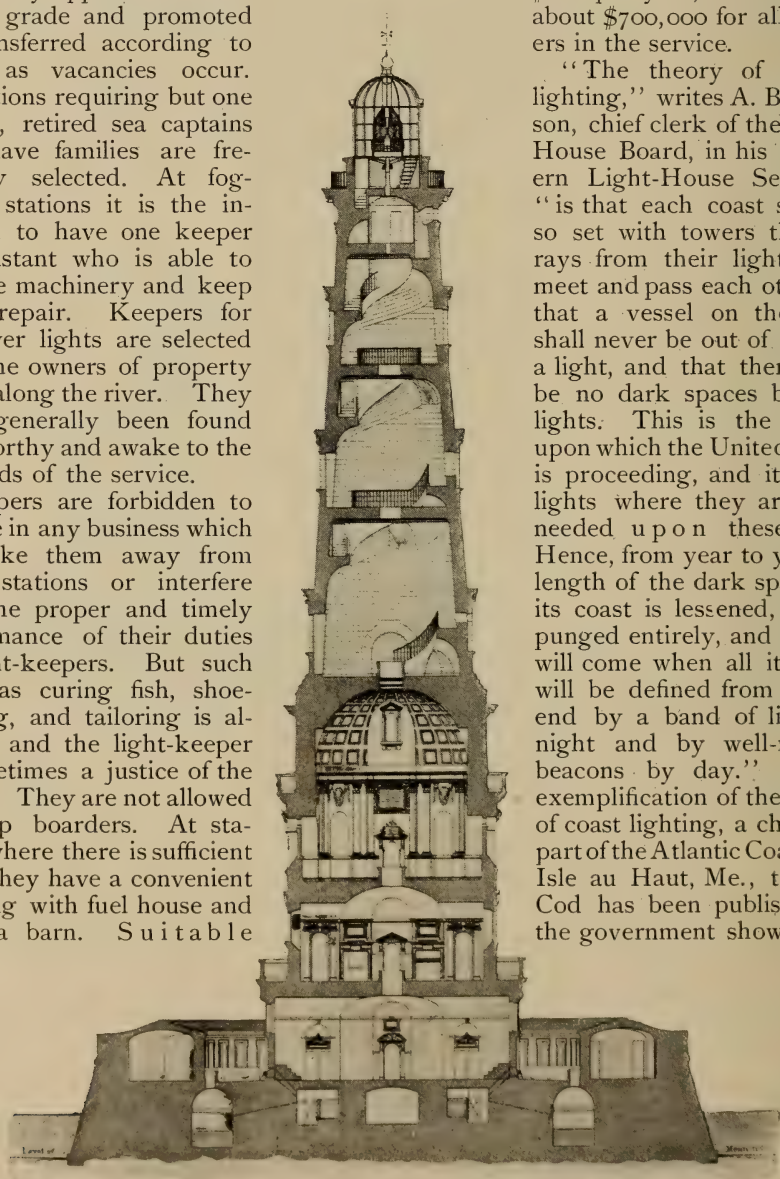 grade and promoted
nsferred according to
as vacancies occur.
ions requiring but one
, retired sea captains
ave families are fre-
selected. At fog-
stations it is the in-
to have one keeper
istant who is able to
e machinery and keep
repair. Keepers for
er lights are selected
ne owners of property
along the river. They
generally been found
orthy and awake to the
ds of the service.
pers are forbidden to
in any business which
ke them away from
stations or interfere
ne proper and timely
mance of their duties
ht-keepers. But such
as curing fish, shoe-
g, and tailoring is al-
and the light-keeper
etimes a justice of the
They are not allowed
p boarders. At sta-
where there is sufficient
hey have a convenient
g with fuel house and
a barn. Suitable
about $700,000 for all
ers in the service.
"The theory of
lighting," writes A. B
son, chief clerk of the
House Board, in his
ern Light-House Se
"is that each coast s
so set with towers th
rays from their light
meet and pass each ot
that a vessel on the
shall never be out of
a light, and that ther
be no dark spaces b
lights. This is the
upon which the United
is proceeding, and it
lights where they ar
needed upon these
Hence, from year to y
length of the dark sp
its coast is lessened,
punged entirely, and
will come when all it
will be defined from
end by a band of li
night and by well-
beacons by day."
exemplification of the
of coast lighting, a ch
part of the Atlantic Coa
Isle au Haut, Me., t
Cod has been publis
the government show
Level of